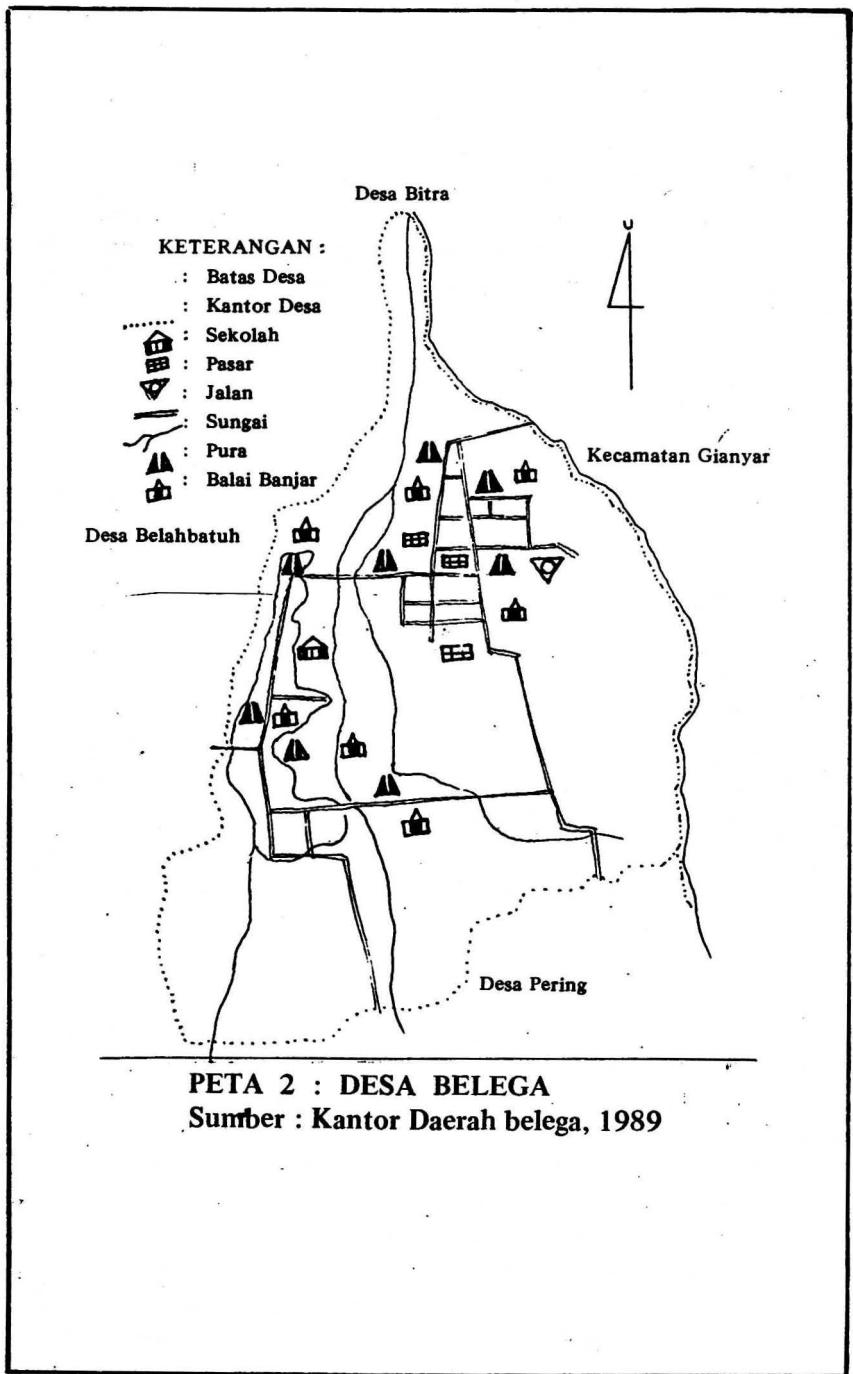 Desa Bitra
KETERANGAN :
: Batas Desa
: Kantor Desa
: Sekolah
: Pasar
: Jalan
: Sungai
: Pura
: Balai Banjar
Kecamatan Gianyar
Desa Belahbatuh
Desa Pering
PETA 2 : DESA BELEGA
Sumber : Kantor Daerah belega, 1989